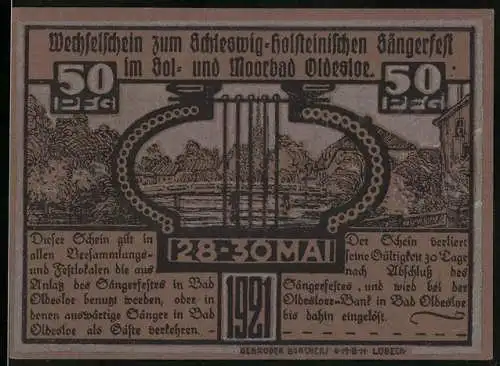 Wechselschein zum Schleswig-Holsteinischen Sängerfest
im Sol- und Moorbad Oldesloe.
50 PFG
50 PFG
28-30 MAI
1921
Dieser Schein gilt in
allen Versammlungs-
und Festlokalen die aus
Anlaß des Sängerfestes in Bad
Oldesloe benutzt werden, oder in
denen auswärtige Sänger in Bad
Oldesloe als Gäste verkehren. -
Der Schein verliert
seine Gültigkeit 30 Tage
nach Abschluß des
Sängerfestes, und wird bei der
Oldesloer-Bank in Bad Oldesloe
bis dahin eingelöst.
GEBRÜDER BORCHERS G·M·B·H LÜBECK